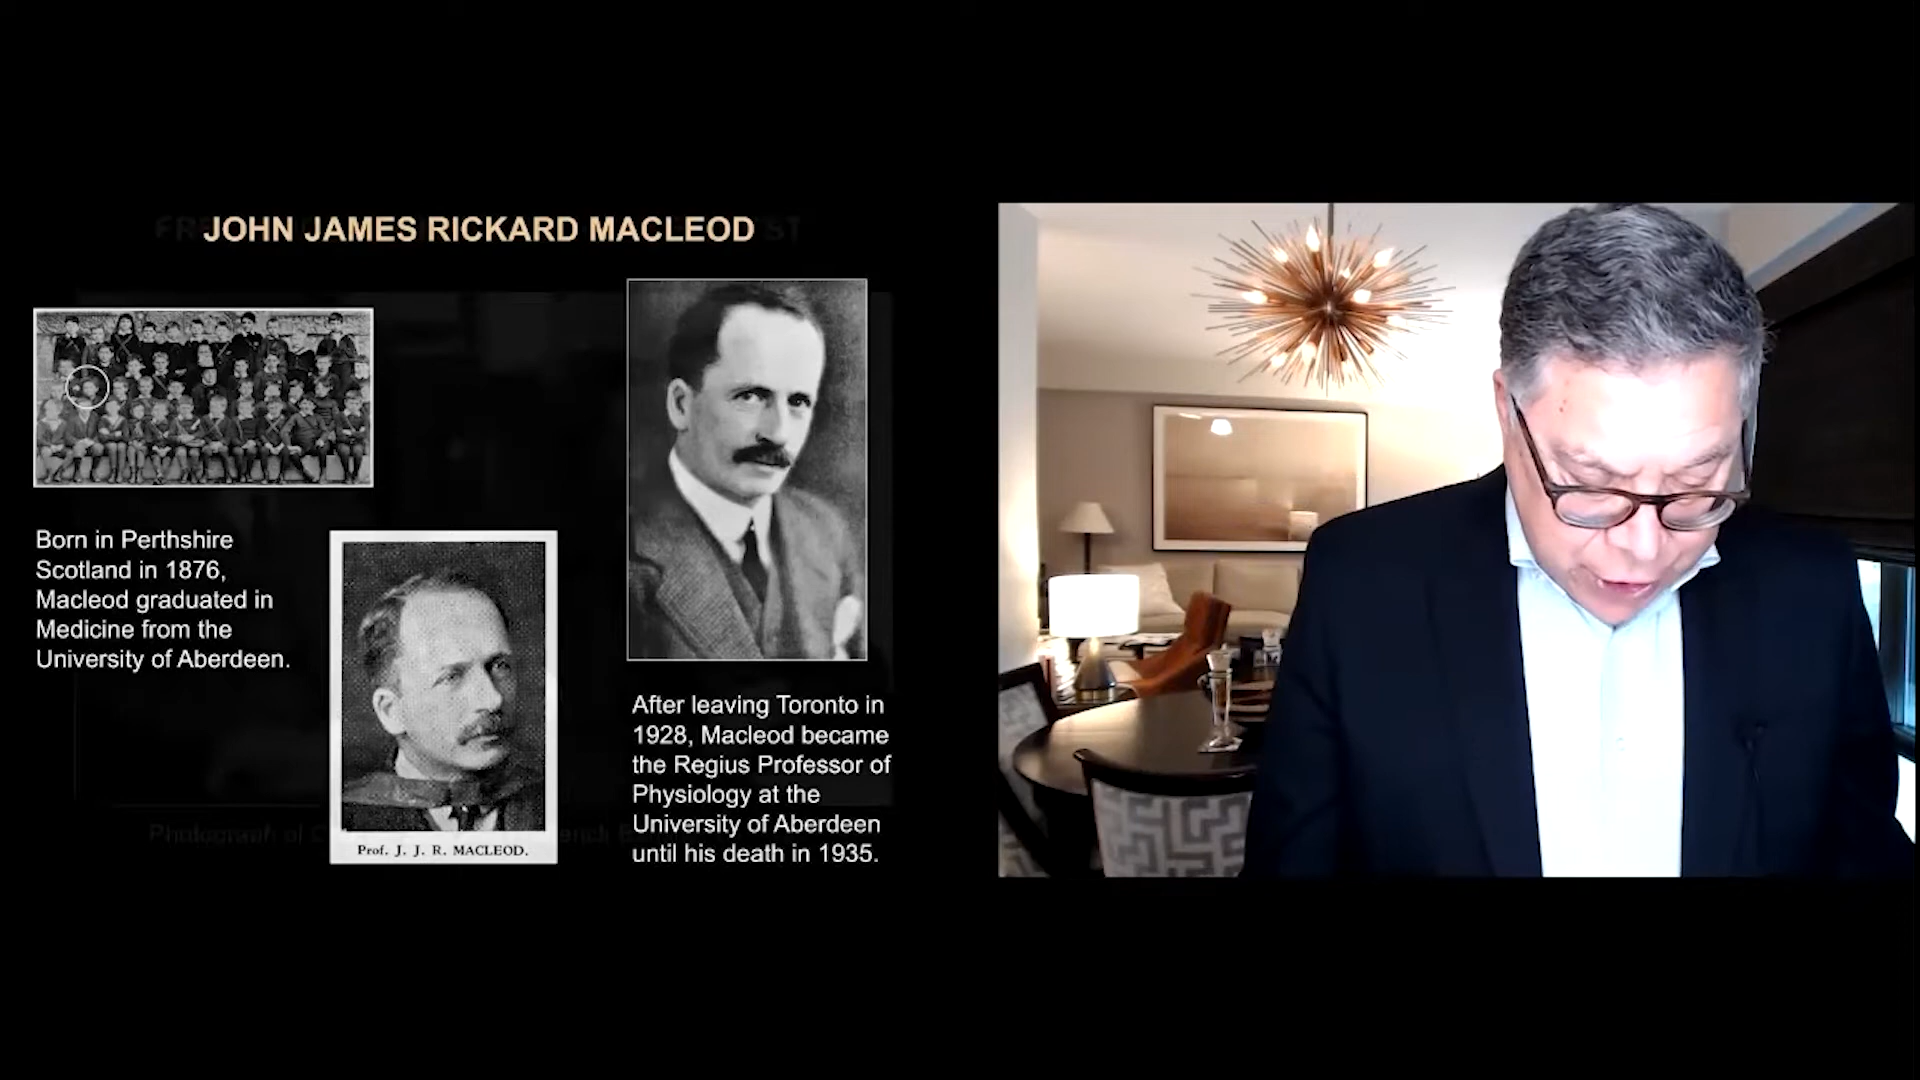 JOHN JAMES RICKARD MACLEOD
Born in Perthshire
Scotland in 1876,
Macleod graduated in
Medicine from the
University of Aberdeen.
Prof. J. J. R. MACLEOD.
After leaving Toronto in
1928, Macleod became
the Regius Professor of
Physiology at the
University of Aberdeen
until his death in 1935.